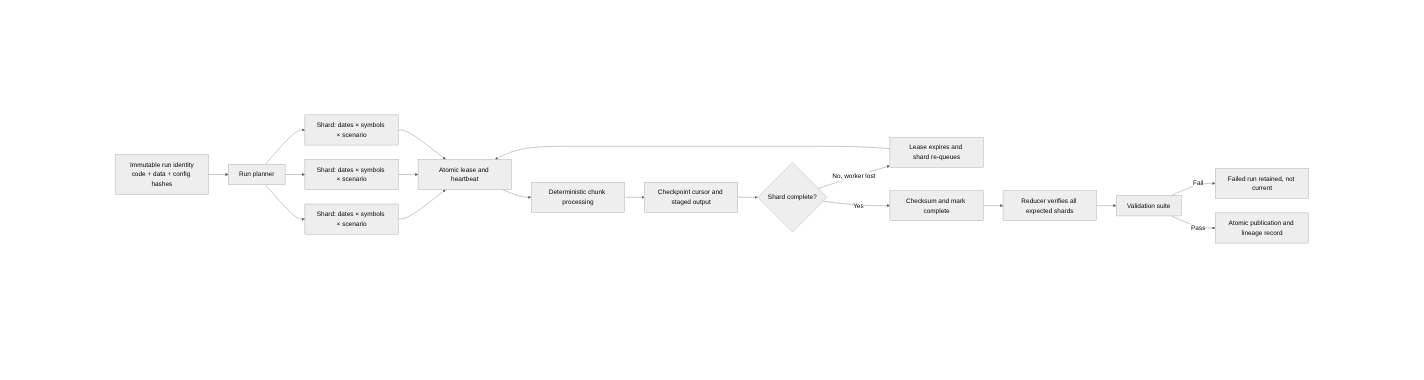 Immutable run identity
code + data + config
hashes
Run planner
Shard: dates × symbols
× scenario
Shard: dates × symbols
× scenario
Shard: dates × symbols
× scenario
Atomic lease and
heartbeat
Deterministic chunk
processing
Checkpoint cursor and
staged output
Shard complete?
No, worker lost
Yes
Lease expires and
shard re-queues
Checksum and mark
complete
Reducer verifies all
expected shards
Validation suite
Fail
Pass
Failed run retained, not
current
Atomic publication and
lineage record